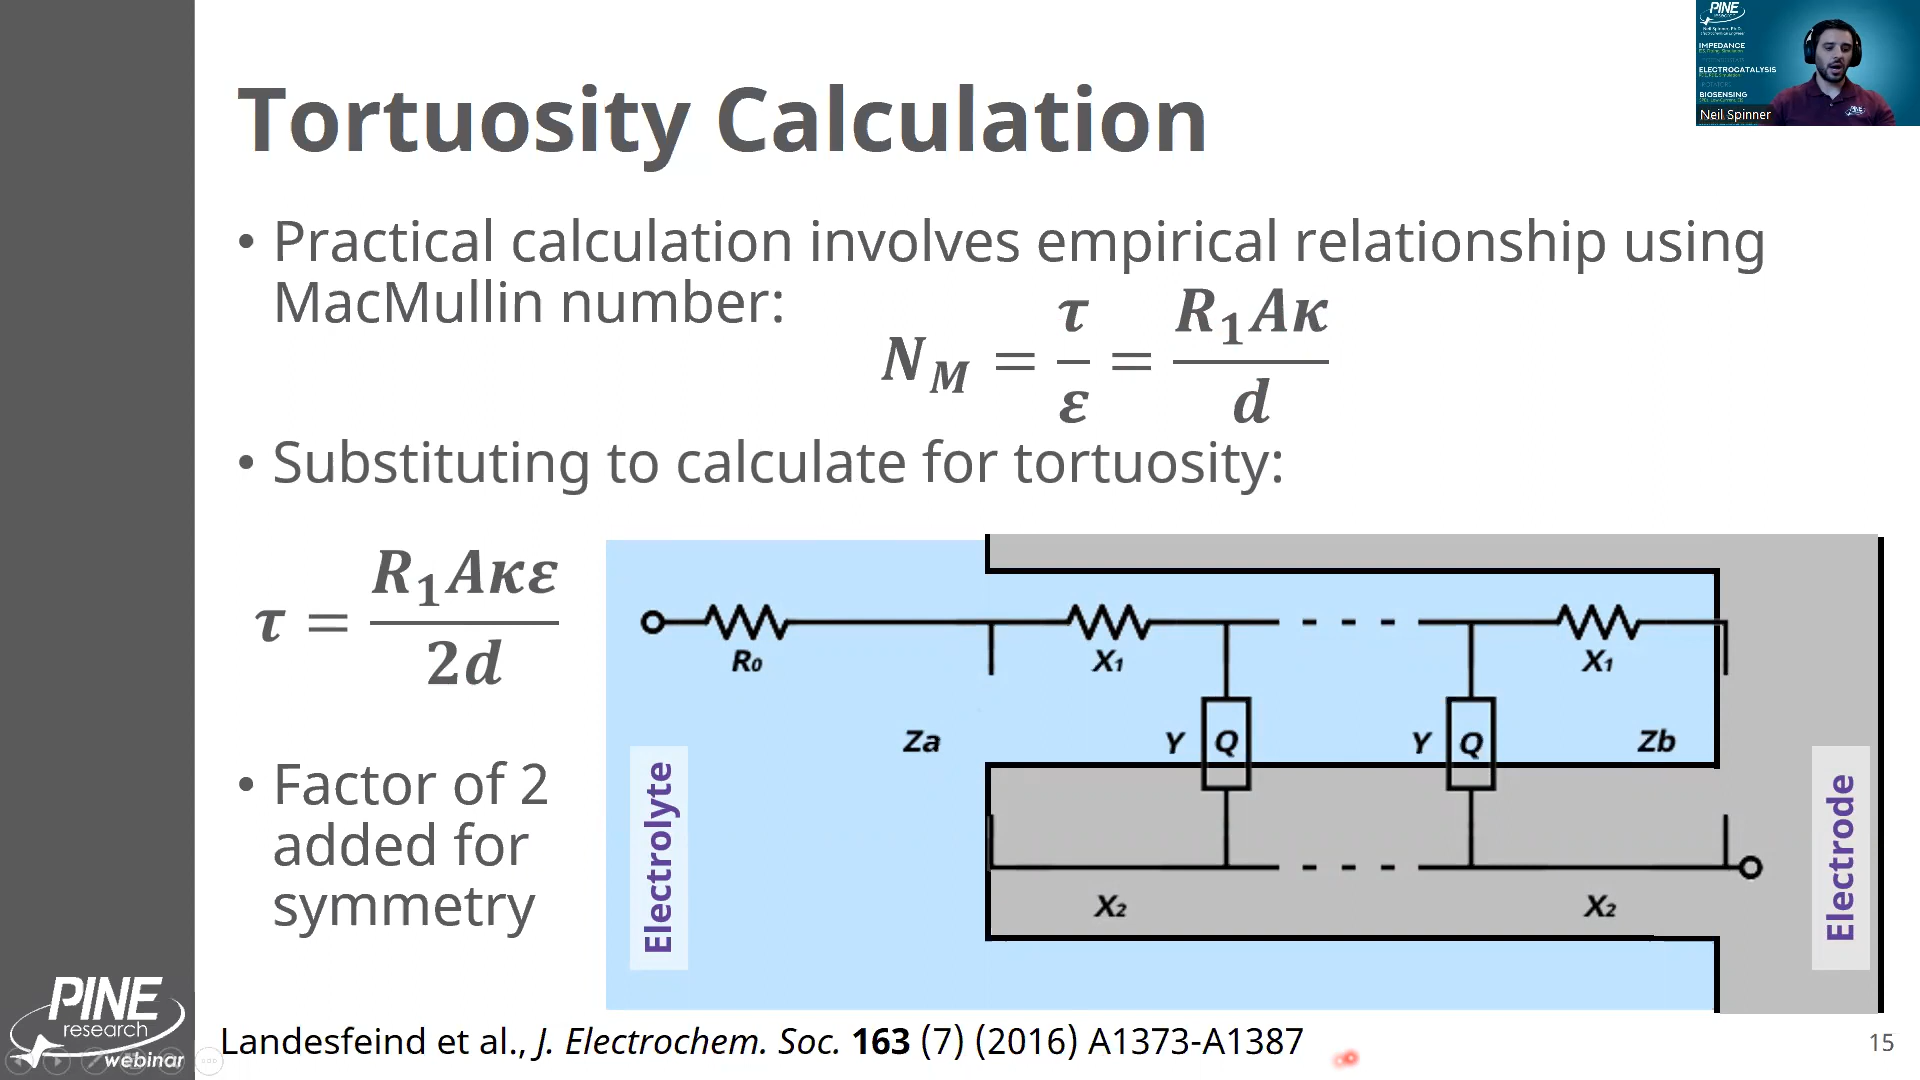 PINE
IMPEDANCE
ELECTROCATALYSIS
BIOSENSING
PINE
Neil Spinner
Tortuosity Calculation
• Practical calculation involves empirical relationship using
MacMullin number:
N_M = τ/ε = R₁Aκ/d
• Substituting to calculate for tortuosity:
τ = R₁Aκε/2d
• Factor of 2
added for
symmetry
R₀ X₁ X₁
Za Y Q Y Q Zb
X₂ X₂
Electrolyte
Electrode
PINE
research
webinar
Landesfeind et al., J. Electrochem. Soc. 163 (7) (2016) A1373-A1387
15